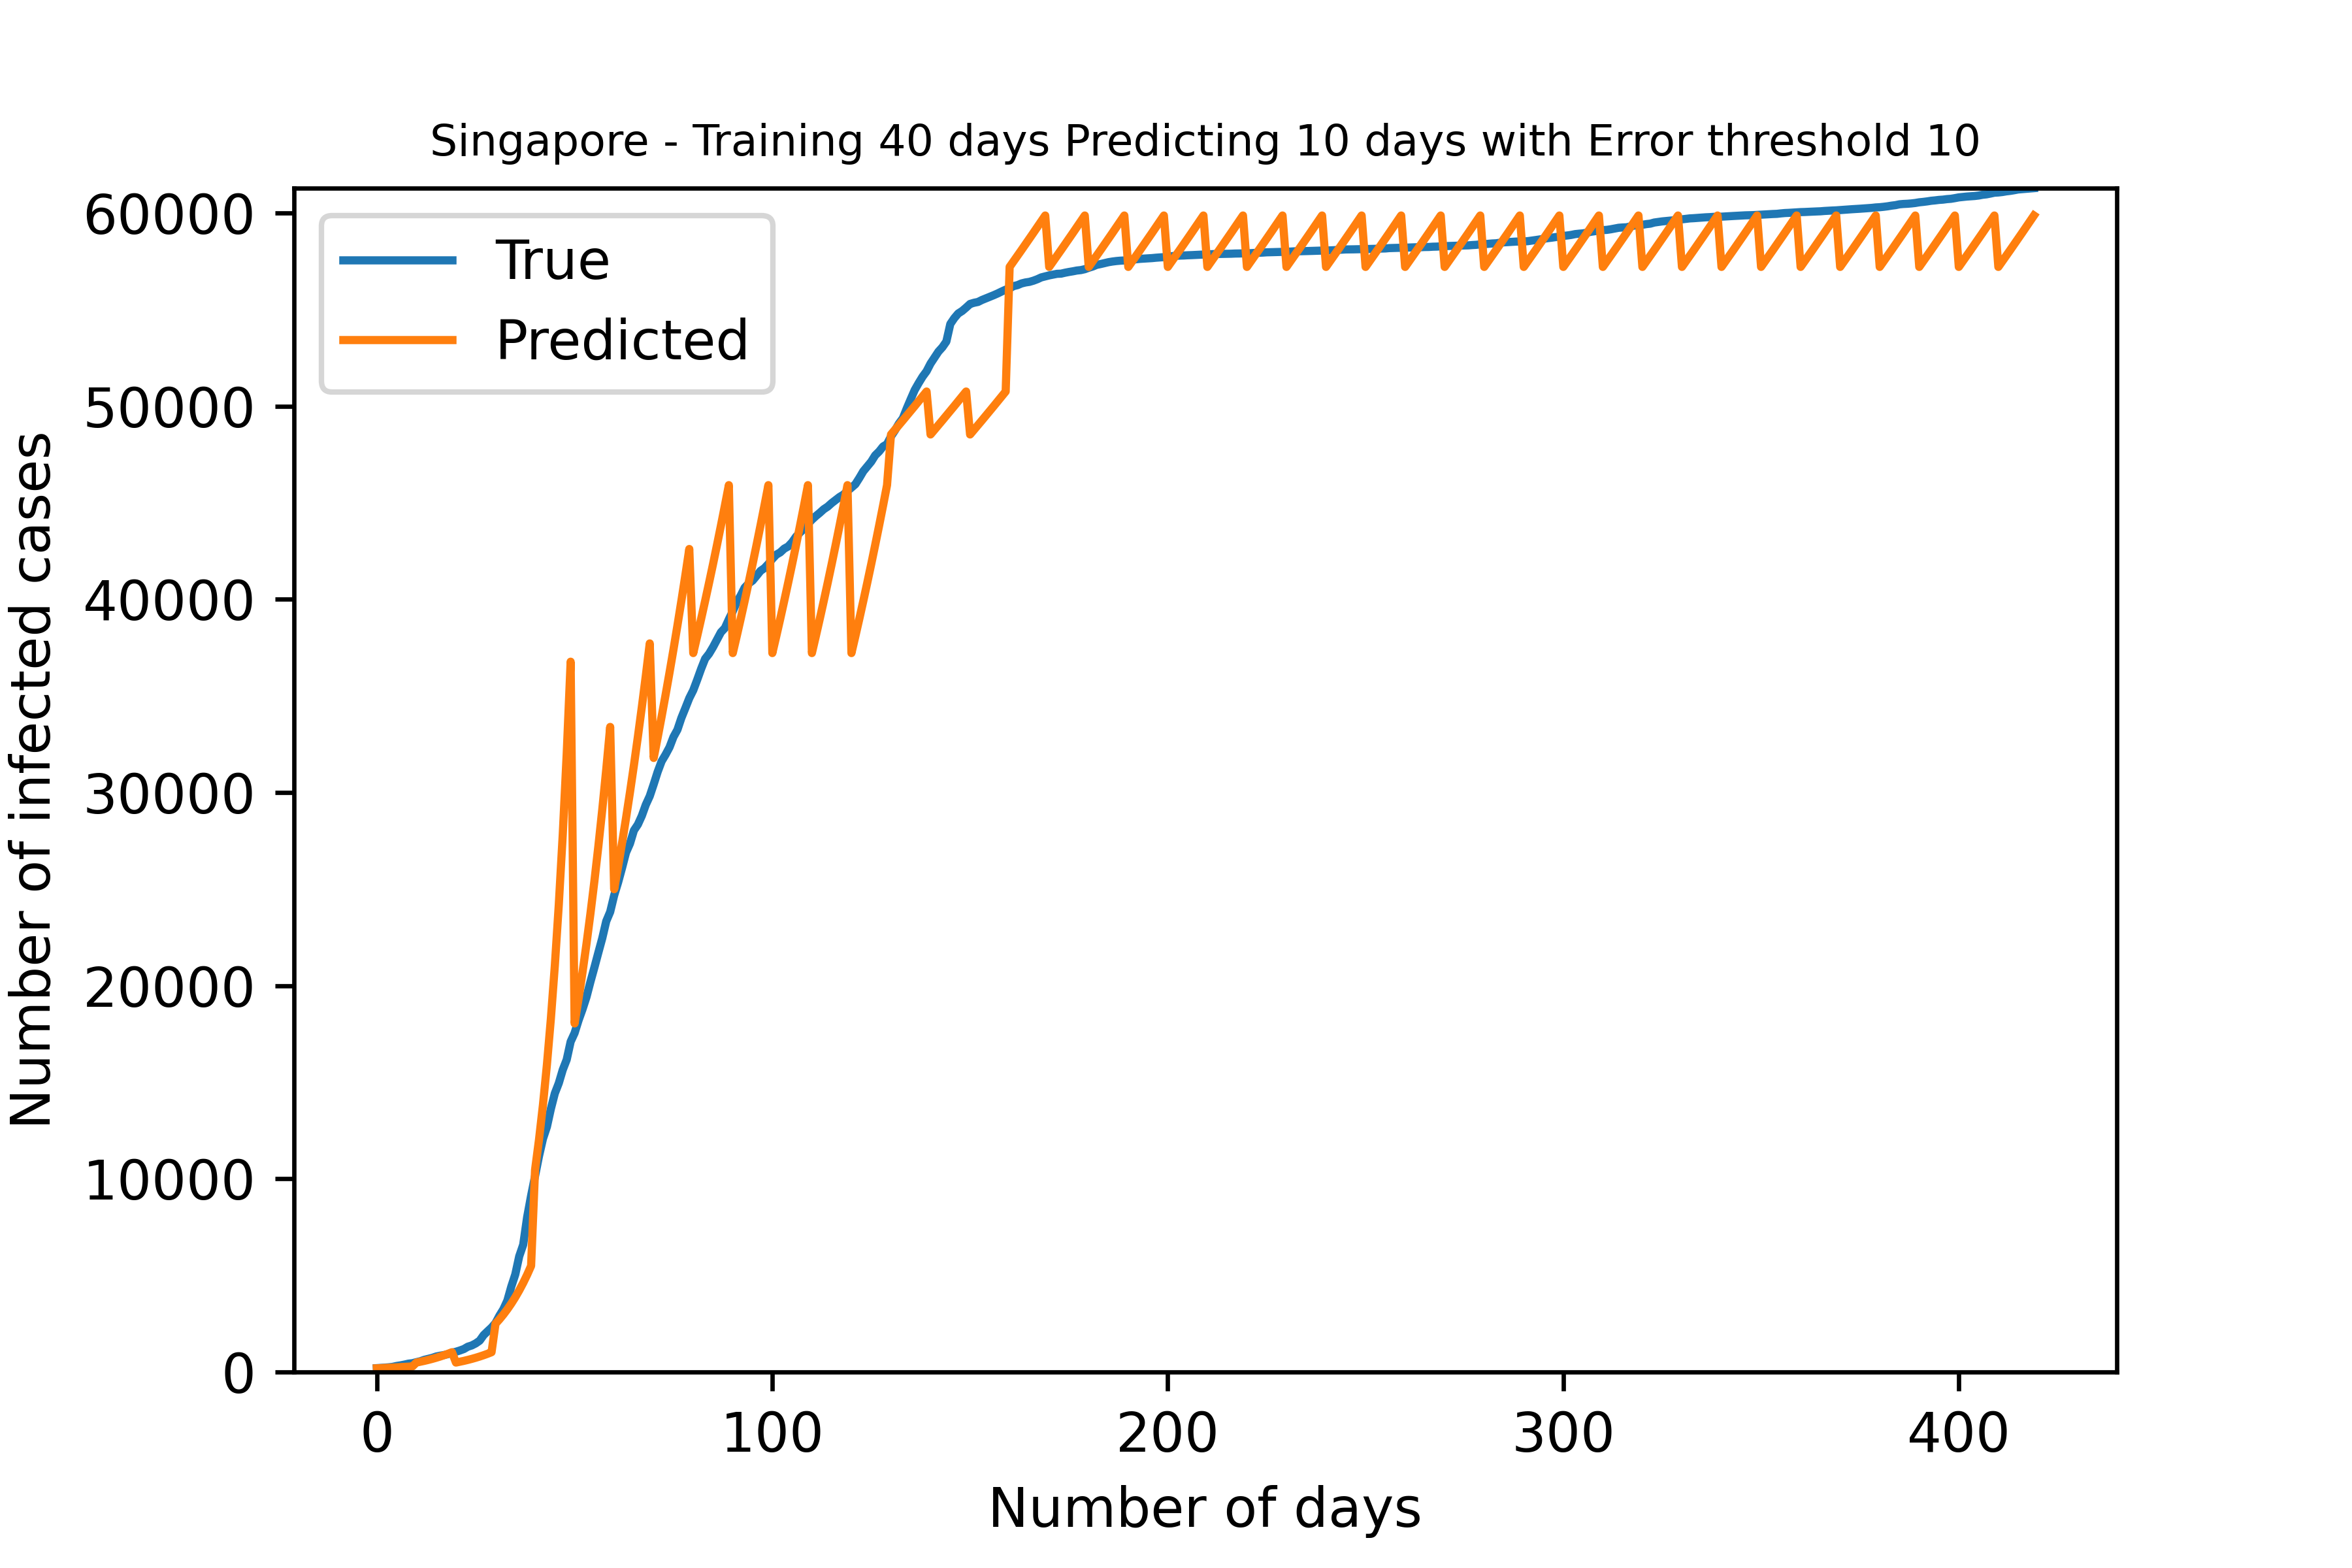 Singapore - Training 40 days Predicting 10 days with Error threshold 10
True
Predicted
Number of infected cases
60000
50000
40000
30000
20000
10000
0
0 100 200 300 400
Number of days